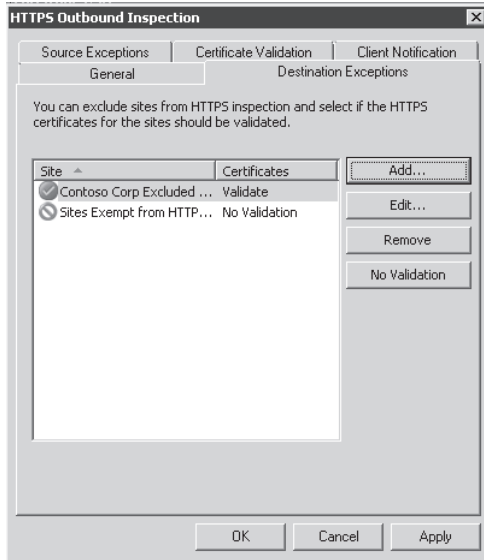 HTTPS Outbound Inspection
Source Exceptions Certificate Validation Client Notification
General Destination Exceptions
You can exclude sites from HTTPS inspection and select if the HTTPS
certificates for the sites should be validated.
Site Certificates
Contoso Corp Excluded ... Validate
Sites Exempt from HTTP... No Validation
Add...
Edit...
Remove
No Validation
OK Cancel Apply